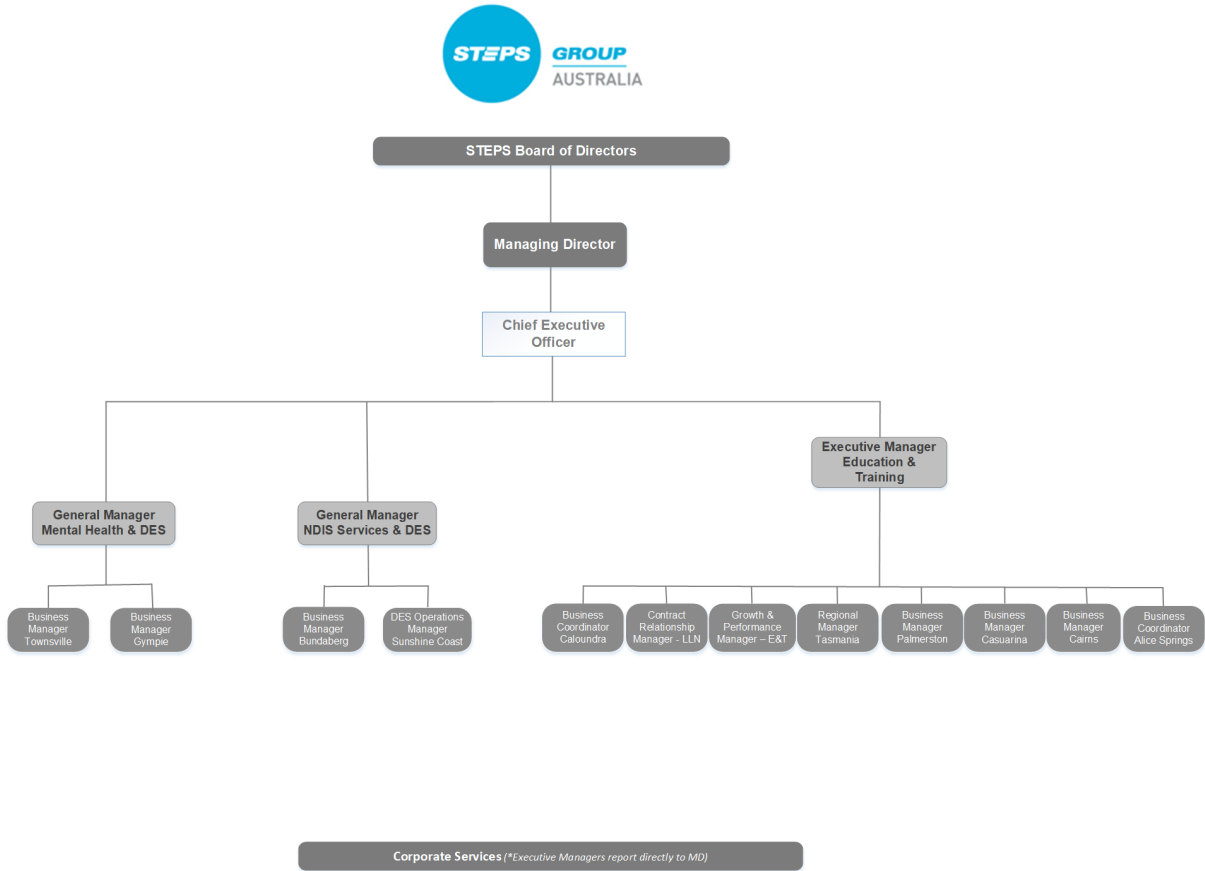 STEPS
GROUP
AUSTRALIA
STEPS Board of Directors
Managing Director
Chief Executive
Officer
Executive Manager
Education &
Training
General Manager
Mental Health & DES
General Manager
NDIS Services & DES
Business
Manager
Townsville
Business
Manager
Gympie
Business
Manager
Bundaberg
DES Operations
Manager
Sunshine Coast
Business
Coordinator
Caloundra
Contract
Relationship
Manager - LLN
Growth &
Performance
Manager – E&T
Regional
Manager
Tasmania
Business
Manager
Palmerston
Business
Manager
Casuarina
Business
Manager
Cairns
Business
Coordinator
Alice Springs
Corporate Services (*Executive Managers report directly to MD)